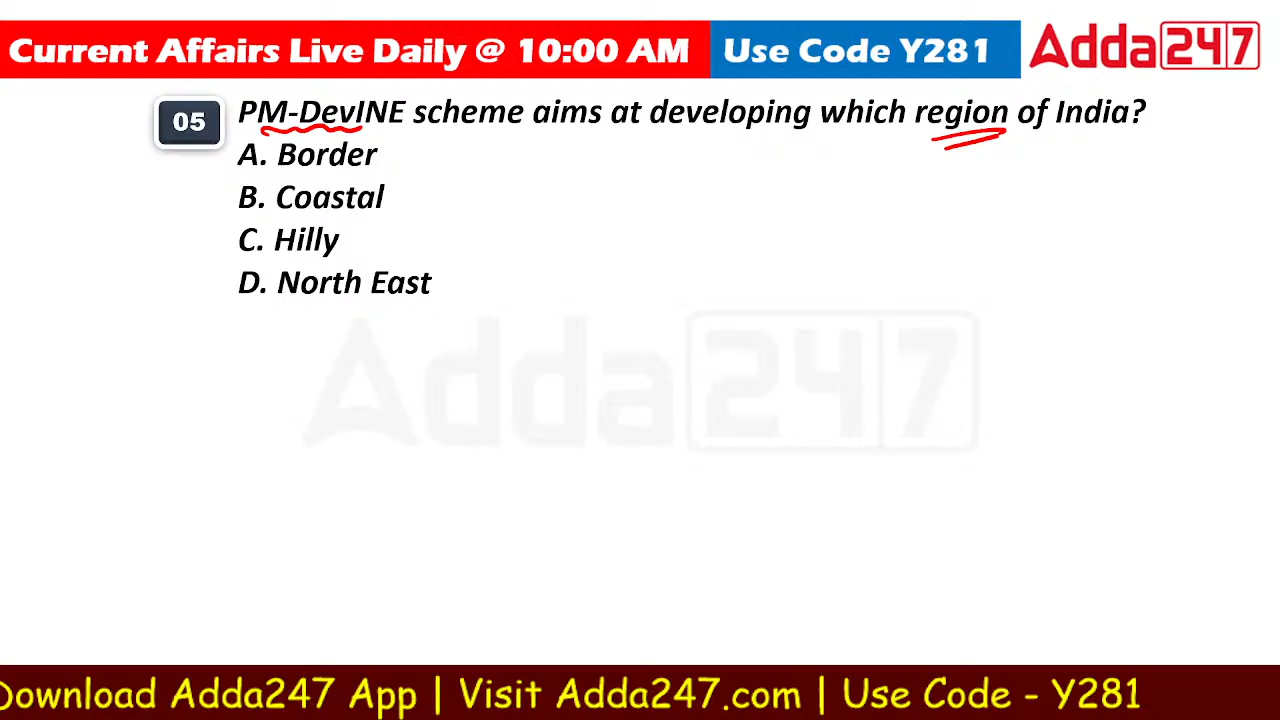 Current Affairs Live Daily @ 10:00 AM Use Code Y281 Adda247
05 PM-DevINE scheme aims at developing which region of India?
A. Border
B. Coastal
C. Hilly
D. North East
Adda247
Download Adda247 App | Visit Adda247.com | Use Code - Y281